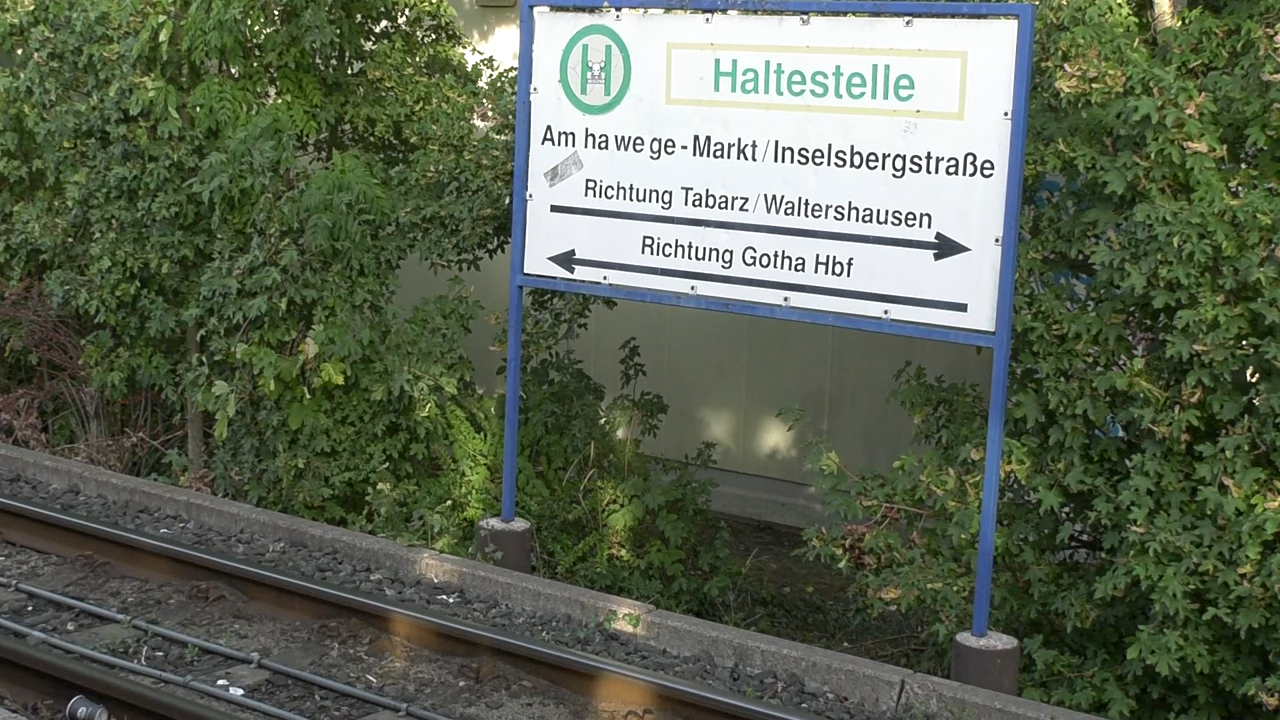 H
Haltestelle
Am ha we ge - Markt / Inselsbergstraße
Richtung Tabarz / Waltershausen
Richtung Gotha Hbf